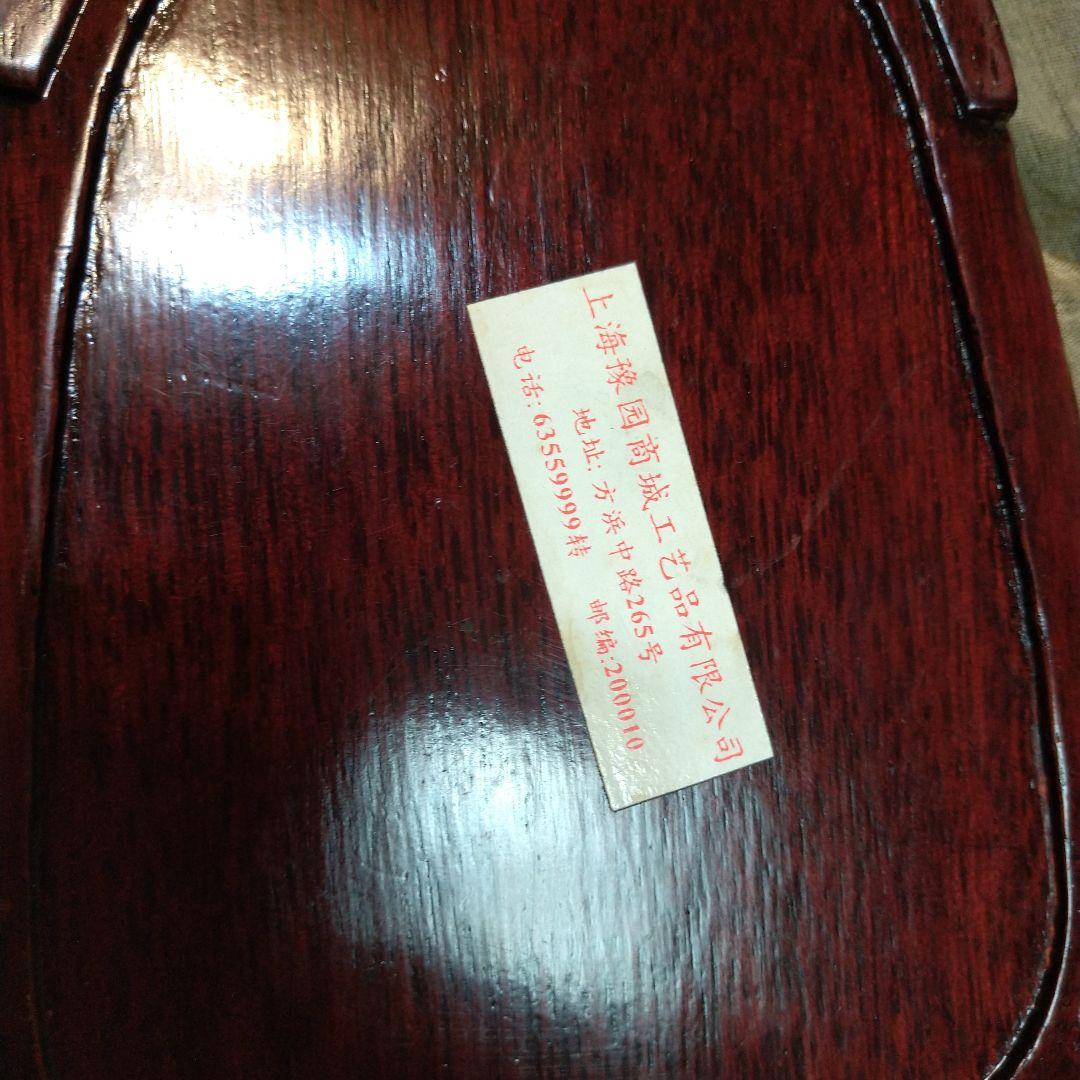 上海豫园商城工艺品有限公司
地址: 方浜中路265号
电话: 63559999转 邮编:200010